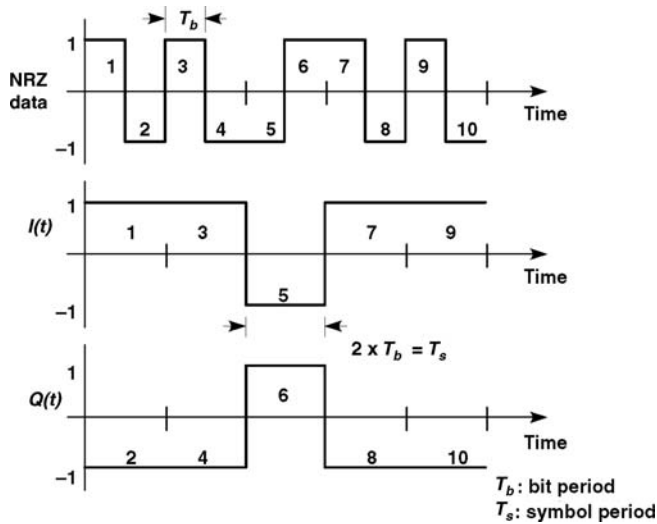 T_b
1
1 3 6 7 9
NRZ data
Time
2 4 5 8 10
−1
1
I(t)
1 3 7 9
Time
5
−1
2 x T_b = T_s
1
Q(t)
6
Time
2 4 8 10
−1
T_b: bit period
T_s: symbol period